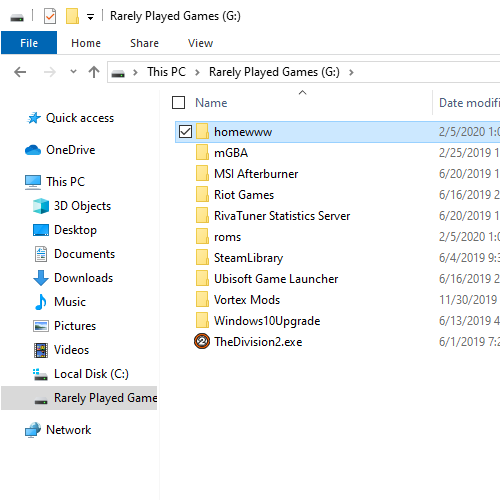 Rarely Played Games (G:)
File Home Share View
This PC Rarely Played Games (G:)
Name Date modifi
Quick access
OneDrive
This PC
3D Objects
Desktop
Documents
Downloads
Music
Pictures
Videos
Local Disk (C:)
Rarely Played Game
Network
homewww 2/5/2020 1:0
mGBA 2/25/2019 1
MSI Afterburner 6/20/2019 1
Riot Games 6/16/2019 2
RivaTuner Statistics Server 6/20/2019 1
roms 2/5/2020 1:0
SteamLibrary 6/4/2019 9:3
Ubisoft Game Launcher 6/16/2019 2
Vortex Mods 11/30/2019
Windows10Upgrade 6/13/2019 4
TheDivision2.exe 6/1/2019 7:2